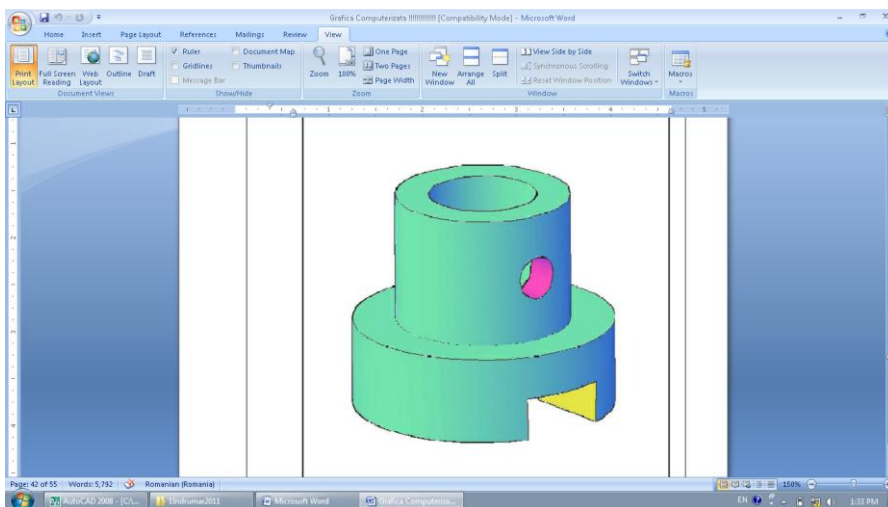 Grafica Computerizata !!!!!!!!!!!! [Compatibility Mode] - Microsoft Word
Home Insert Page Layout References Mailings Review View
Print Layout
Full Screen Reading
Web Layout
Outline
Draft
Document Views
Ruler
Gridlines
Message Bar
Document Map
Thumbnails
Show/Hide
Zoom
100%
One Page
Two Pages
Page Width
Zoom
New Window
Arrange All
Split
View Side by Side
Synchronous Scrolling
Reset Window Position
Switch Windows
Window
Macros
Macros
Page: 42 of 55 Words: 5,792 Romanian (Romania) 150%
AutoCAD 2008 - [C:\... 1Indrumar2011 Microsoft Word Grafica Computeriza... EN 1:33 PM